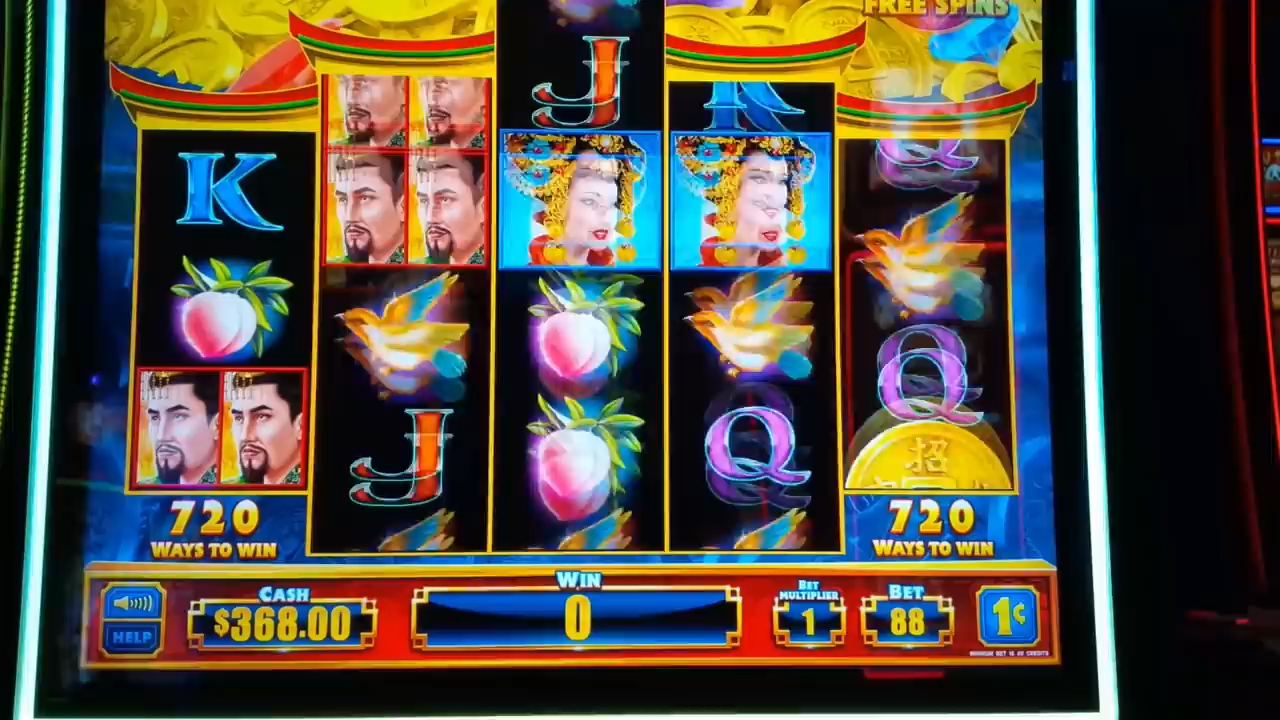 FREE SPINS
J
K
Q
K
Q
J
Q
招
720
WAYS TO WIN
720
WAYS TO WIN
HELP
CASH
$368.00
WIN
0
BET
MULTIPLIER
1
BET
88
1¢